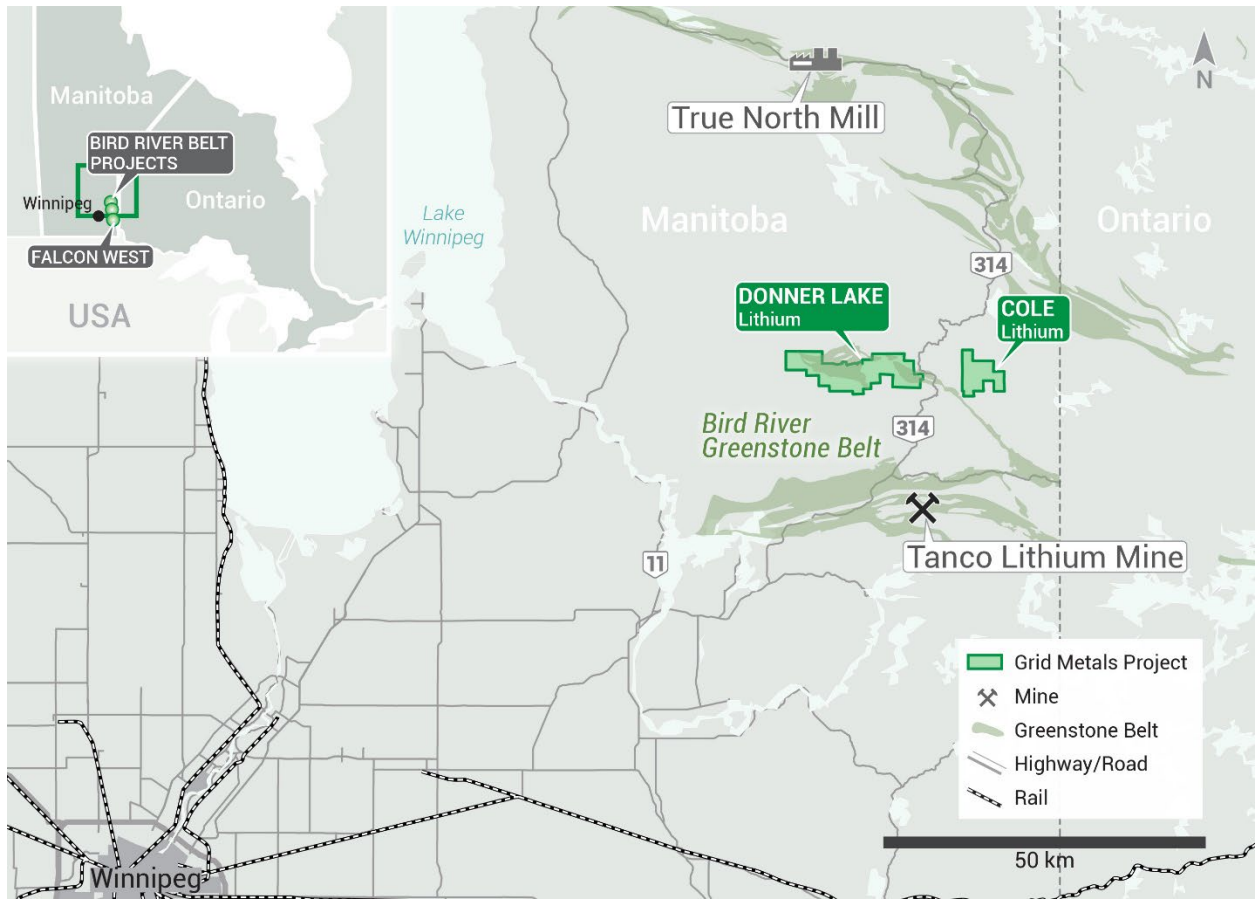 Manitoba
BIRD RIVER BELT
PROJECTS
Winnipeg
Ontario
FALCON WEST
USA
N
True North Mill
Lake
Winnipeg
Manitoba
Ontario
314
DONNER LAKE
Lithium
COLE
Lithium
Bird River
Greenstone Belt
314
Tanco Lithium Mine
11
Grid Metals Project
Mine
Greenstone Belt
Highway/Road
Rail
50 km
Winnipeg